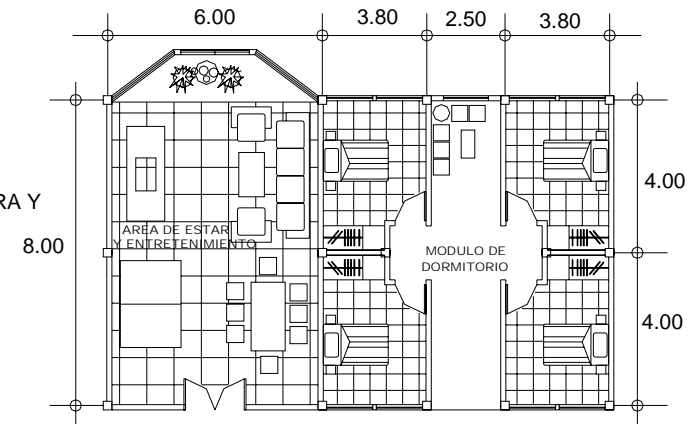 6.00
3.80
2.50
3.80
RA Y
8.00
4.00
4.00
AREA DE ESTAR
Y ENTRETENIMIENTO
MODULO DE
DORMITORIO